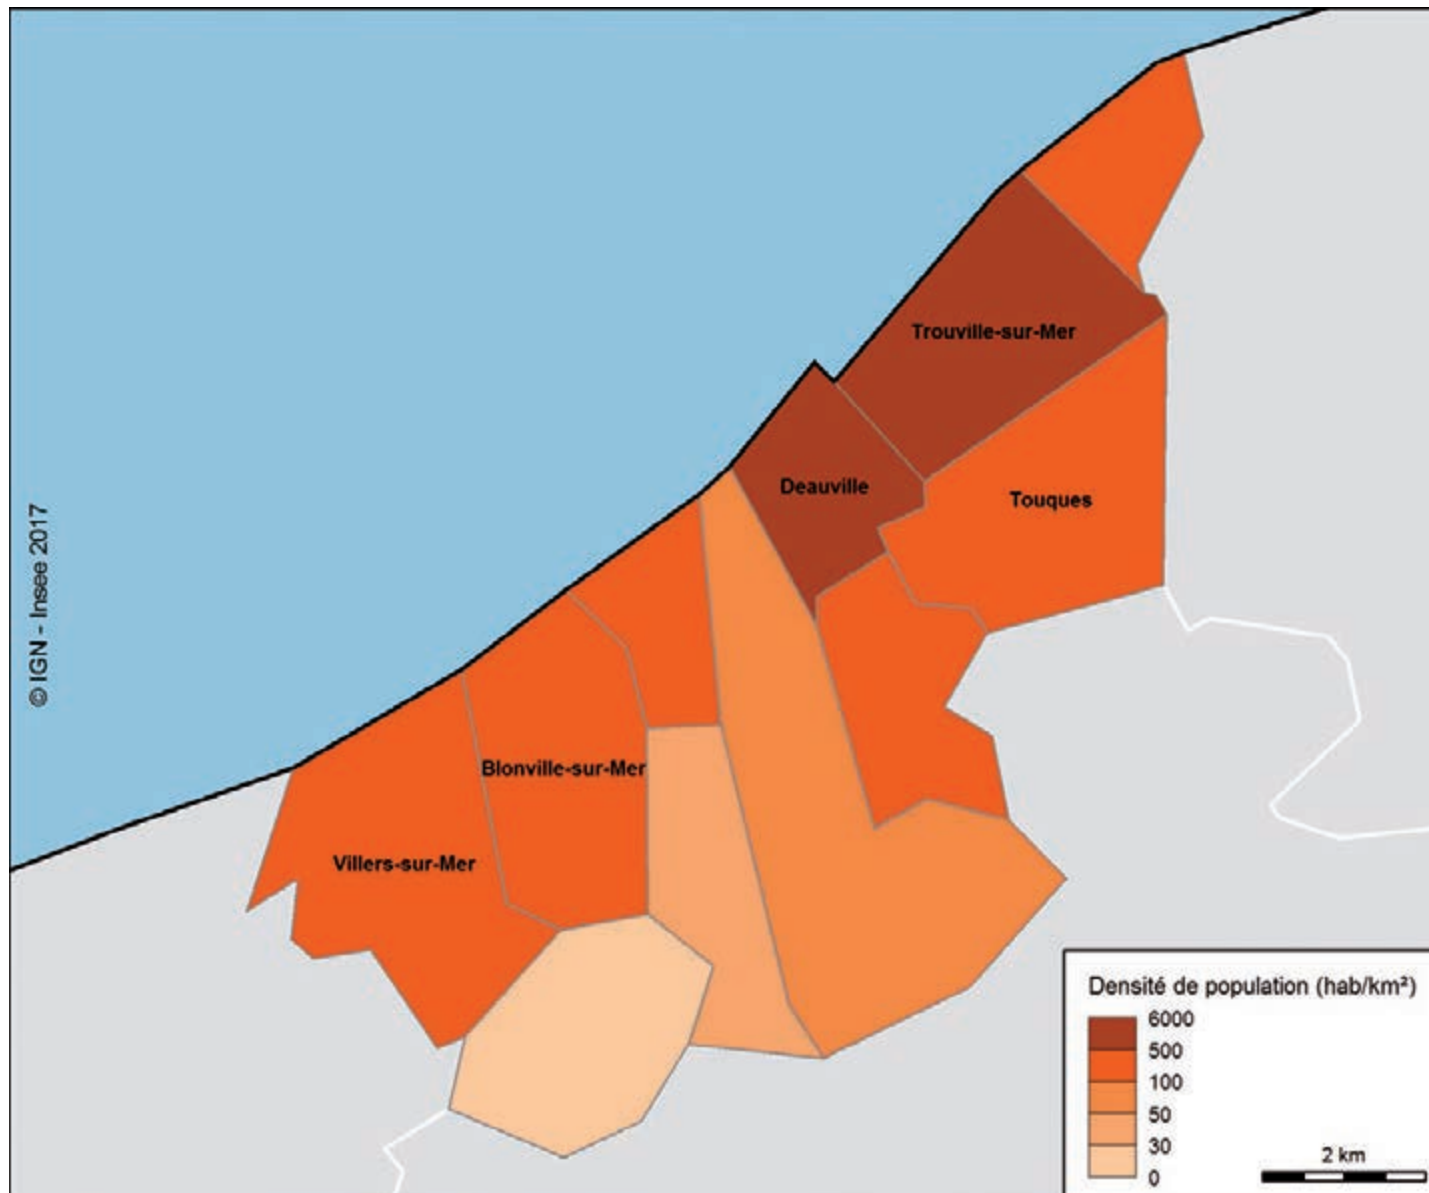 Trouville-sur-Mer
Deauville
Touques
© IGN - Insee 2017
Blonville-sur-Mer
Villers-sur-Mer
Densité de population (hab/km²)
6000
500
100
50
30
0
2 km